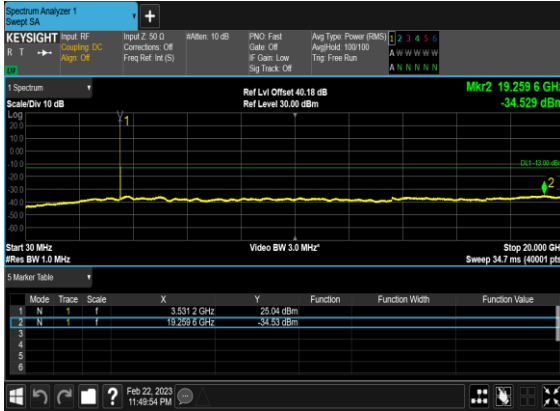 Spectrum Analyzer 1
Swept SA
+
KEYSIGHT
R T
Input: RF
Coupling: DC
Align: Off
Input Z: 50 Ω
Corrections: Off
Freq Ref: Int (S)
#Atten: 10 dB
PNO: Fast
Gate: Off
IF Gain: Low
Sig Track: Off
Avg Type: Power (RMS)
Avg|Hold: 100/100
Trig: Free Run
1 2 3 4 5 6
A W W W W W
A N N N N N
1 Spectrum
Scale/Div 10 dB
Ref Lvl Offset 40.18 dB
Ref Level 30.00 dBm
Mkr2 19.259 6 GHz
-34.529 dBm
Log
20.0
10.0
0.00
-10.0
-20.0
-30.0
-40.0
-50.0
-60.0
1
DL1 -13.00 dBm
2
Start 30 MHz
#Res BW 1.0 MHz
Video BW 3.0 MHz*
Stop 20.000 GH
Sweep 34.7 ms (40001 pts
5 Marker Table
Mode Trace Scale X Y Function Function Width Function Value
1 N 1 f 3.531 2 GHz 25.04 dBm
2 N 1 f 19.259 6 GHz -34.53 dBm
3
4
5
6
?
Feb 22, 2023
11:49:54 PM